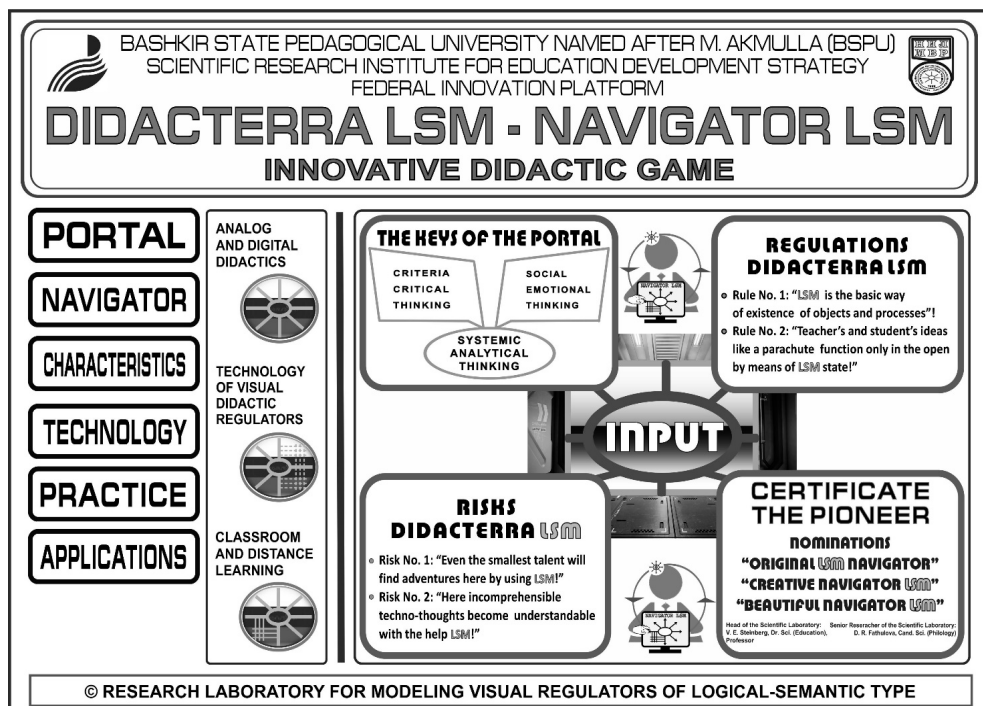 BASHKIR STATE PEDAGOGICAL UNIVERSITY NAMED AFTER M. AKMULLA (BSPU)
SCIENTIFIC RESEARCH INSTITUTE FOR EDUCATION DEVELOPMENT STRATEGY
FEDERAL INNOVATION PLATFORM
DIDACTERRA LSM - NAVIGATOR LSM
INNOVATIVE DIDACTIC GAME
PORTAL
NAVIGATOR
CHARACTERISTICS
TECHNOLOGY
PRACTICE
APPLICATIONS
ANALOG
AND DIGITAL
DIDACTICS
TECHNOLOGY
OF VISUAL
DIDACTIC
REGULATORS
CLASSROOM
AND DISTANCE
LEARNING
THE KEYS OF THE PORTAL
CRITERIA
CRITICAL
THINKING
SOCIAL
EMOTIONAL
THINKING
SYSTEMIC
ANALYTICAL
THINKING
NAVIGATOR LSM
REGULATIONS
DIDACTERRA LSM
Rule No. 1: “LSM is the basic way
of existence of objects and processes”!
Rule No. 2: “Teacher’s and student’s ideas
like a parachute function only in the open
by means of LSM state!”
INPUT
RISKS
DIDACTERRA LSM
Risk No. 1: “Even the smallest talent will
find adventures here by using LSM!”
Risk No. 2: “Here incomprehensible
techno-thoughts become understandable
with the help LSM!”
NAVIGATOR LSM
CERTIFICATE
THE PIONEER
NOMINATIONS
“ORIGINAL LSM NAVIGATOR”
“CREATIVE NAVIGATOR LSM”
“BEAUTIFUL NAVIGATOR LSM”
Head of the Scientific Laboratory:
V. E. Steinberg, Dr. Sci. (Education),
Professor
Senior Reseracher of the Scientific Laboratory:
D. R. Fathulova, Cand. Sci. (Philology)
© RESEARCH LABORATORY FOR MODELING VISUAL REGULATORS OF LOGICAL-SEMANTIC TYPE